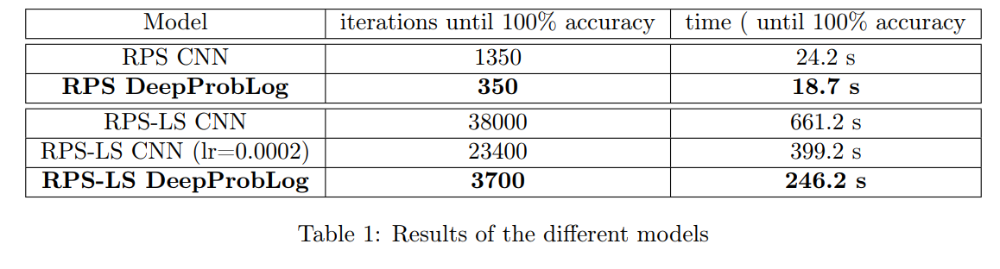 Model iterations until 100% accuracy time ( until 100% accuracy
RPS CNN 1350 24.2 s
RPS DeepProbLog 350 18.7 s
RPS-LS CNN 38000 661.2 s
RPS-LS CNN (lr=0.0002) 23400 399.2 s
RPS-LS DeepProbLog 3700 246.2 s
Table 1: Results of the different models